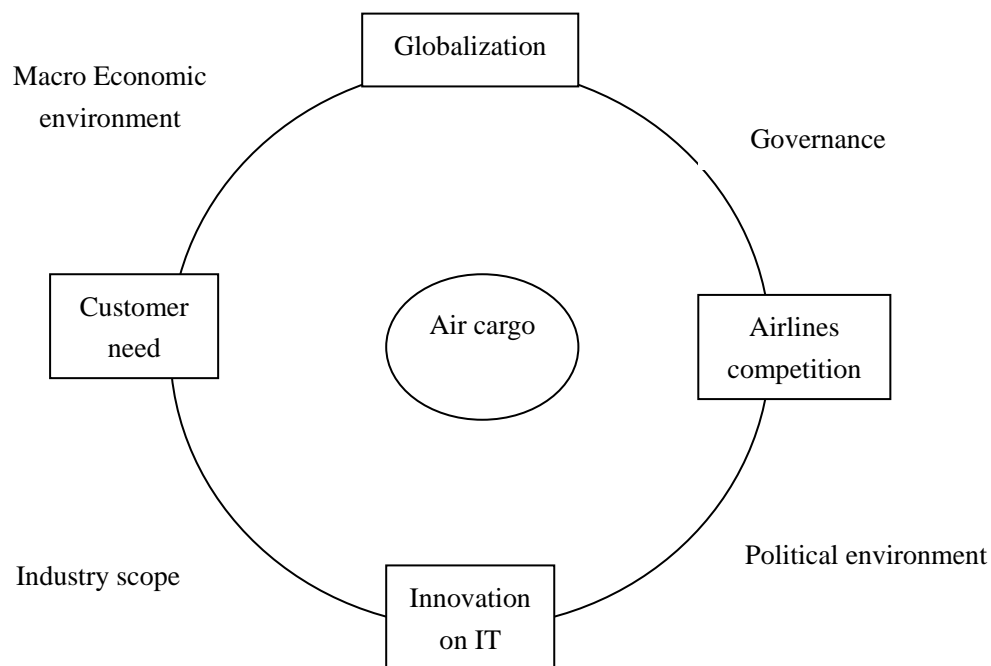 Globalization
Macro Economic
environment
Governance
Customer
need
Air cargo
Airlines
competition
Political environment
Industry scope
Innovation
on IT